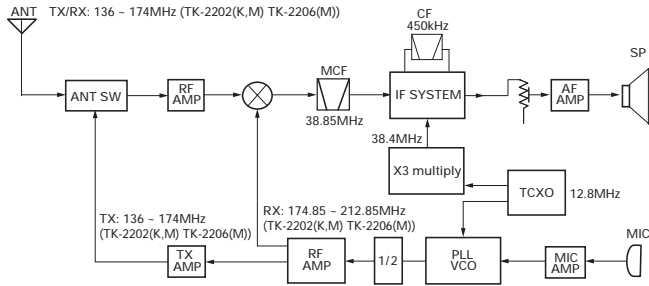 ANT TX/RX: 136 ~ 174MHz (TK-2202(K,M) TK-2206(M))
CF
450kHz
SP
MCF
ANT SW
RF
AMP
IF SYSTEM
AF
AMP
38.85MHz
38.4MHz
X3 multiply
TCXO
12.8MHz
TX: 136 ~ 174MHz
(TK-2202(K,M) TK-2206(M))
RX: 174.85 ~ 212.85MHz
(TK-2202(K,M) TK-2206(M))
MIC
TX
AMP
RF
AMP
1/2
PLL
VCO
MIC
AMP